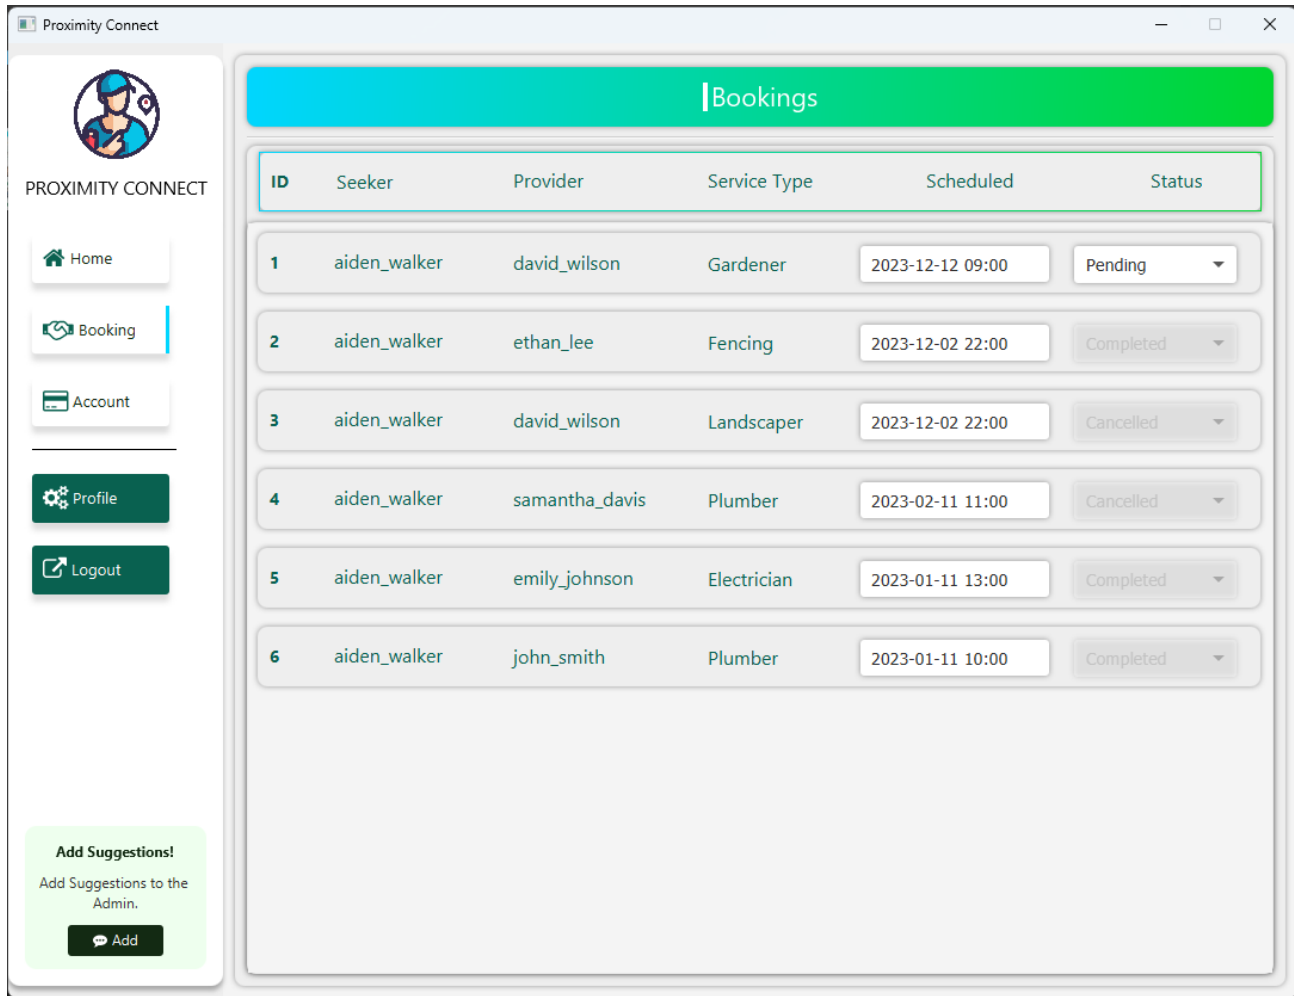 Proximity Connect
PROXIMITY CONNECT
Home
Booking
Account
Profile
Logout
Add Suggestions!
Add Suggestions to the
Admin.
Add
Bookings
ID Seeker Provider Service Type Scheduled Status
1 aiden_walker david_wilson Gardener 2023-12-12 09:00 Pending
2 aiden_walker ethan_lee Fencing 2023-12-02 22:00 Completed
3 aiden_walker david_wilson Landscaper 2023-12-02 22:00 Cancelled
4 aiden_walker samantha_davis Plumber 2023-02-11 11:00 Cancelled
5 aiden_walker emily_johnson Electrician 2023-01-11 13:00 Completed
6 aiden_walker john_smith Plumber 2023-01-11 10:00 Completed